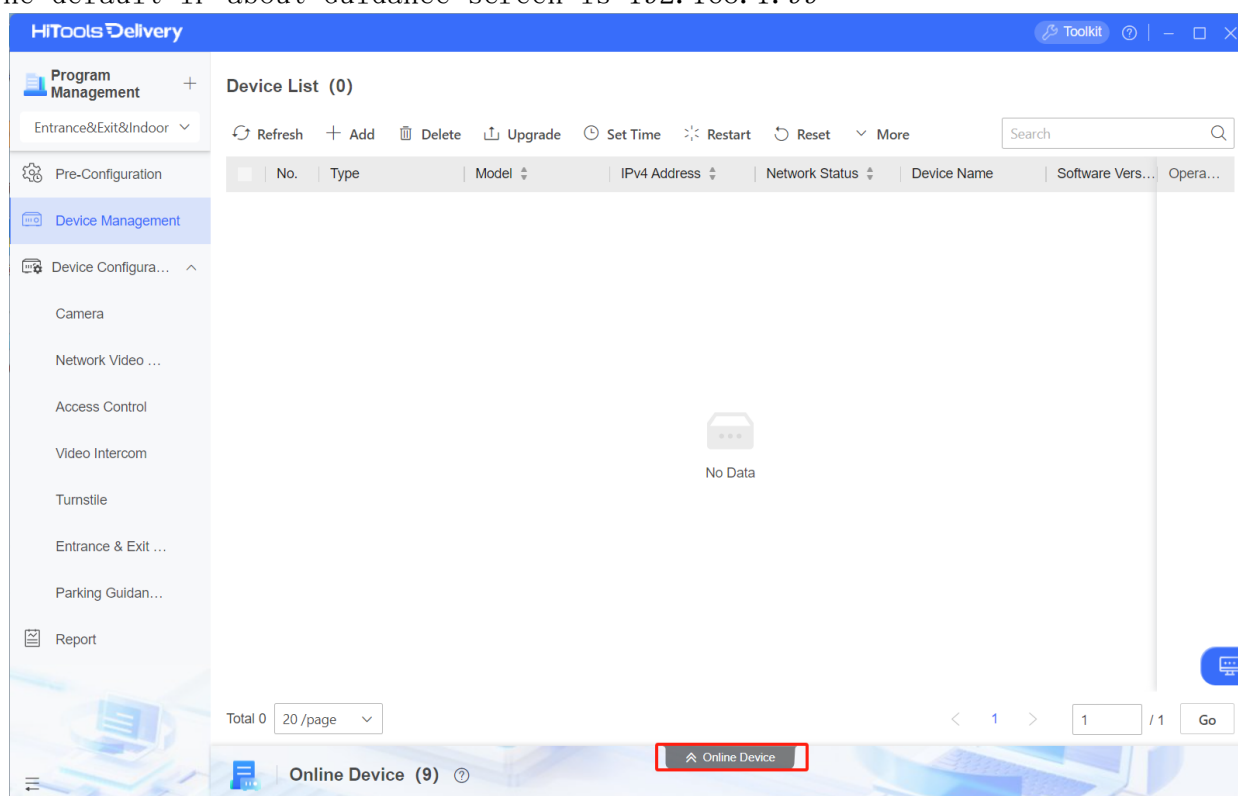 HiTools Delivery
Toolkit
Program Management
Entrance&Exit&Indoor
Pre-Configuration
Device Management
Device Configura...
Camera
Network Video ...
Access Control
Video Intercom
Turnstile
Entrance & Exit ...
Parking Guidan...
Report
Device List (0)
Refresh Add Delete Upgrade Set Time Restart Reset More Search
No. Type Model IPv4 Address Network Status Device Name Software Vers... Opera...
No Data
Total 0 20 /page 1 1 / 1 Go
Online Device
Online Device (9)